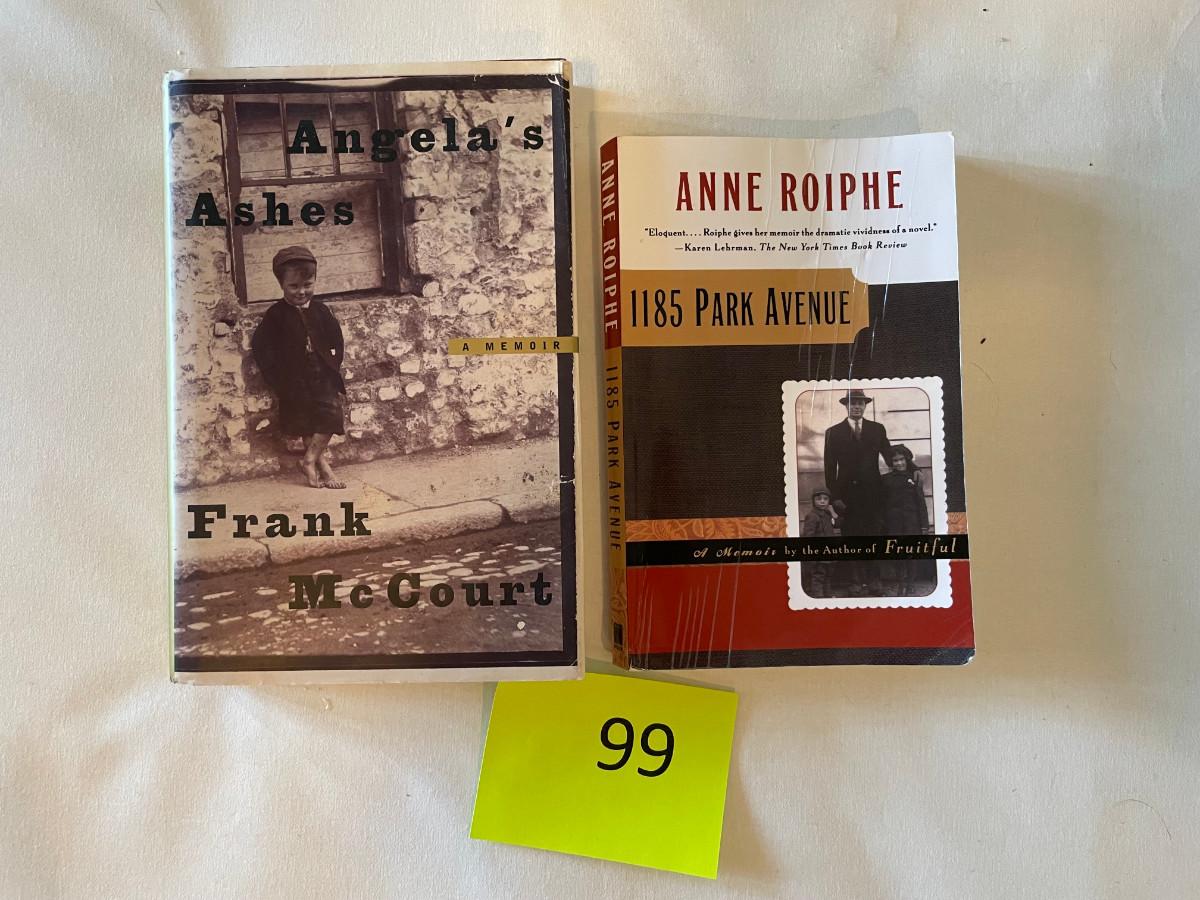 Angela's
Ashes
A MEMOIR
Frank
McCourt
ANNE ROIPHE 1185 PARK AVENUE
ANNE ROIPHE
"Eloquent.... Roiphe gives her memoir the dramatic vividness of a novel."
—Karen Lehrman, The New York Times Book Review
1185 PARK AVENUE
A Memoir by the Author of Fruitful
99